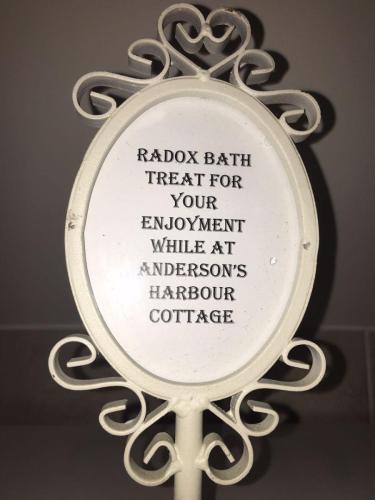 RADOX BATH
TREAT FOR
YOUR
ENJOYMENT
WHILE AT
ANDERSON'S
HARBOUR
COTTAGE